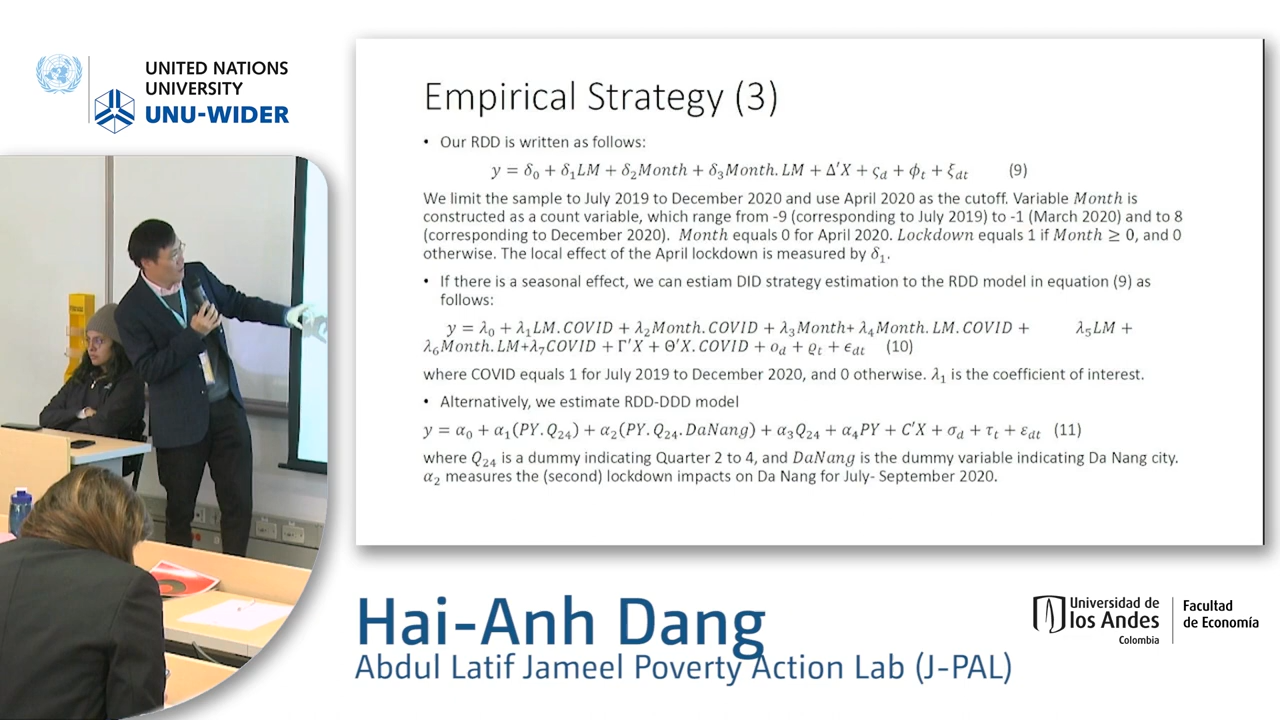 UNITED NATIONS
UNIVERSITY
UNU-WIDER
Empirical Strategy (3)
• Our RDD is written as follows:
y = δ₀ + δ₁LM + δ₂Month + δ₃Month. LM + Δ′X + ς_d + ϕ_t + ξ_dt (9)
We limit the sample to July 2019 to December 2020 and use April 2020 as the cutoff. Variable Month is
constructed as a count variable, which range from -9 (corresponding to July 2019) to -1 (March 2020) and to 8
(corresponding to December 2020). Month equals 0 for April 2020. Lockdown equals 1 if Month ≥ 0, and 0
otherwise. The local effect of the April lockdown is measured by δ₁.
• If there is a seasonal effect, we can estiam DID strategy estimation to the RDD model in equation (9) as
follows:
y = λ₀ + λ₁LM.COVID + λ₂Month.COVID + λ₃Month+ λ₄Month. LM.COVID + λ₅LM +
λ₆Month.LM+λ₇COVID + Γ′X + Θ′X.COVID + o_d + ϱ_t + ϵ_dt (10)
where COVID equals 1 for July 2019 to December 2020, and 0 otherwise. λ₁ is the coefficient of interest.
• Alternatively, we estimate RDD-DDD model
y = α₀ + α₁(PY.Q₂₄) + α₂(PY.Q₂₄.DaNang) + α₃Q₂₄ + α₄PY + C′X + σ_d + τ_t + ε_dt (11)
where Q₂₄ is a dummy indicating Quarter 2 to 4, and DaNang is the dummy variable indicating Da Nang city.
α₂ measures the (second) lockdown impacts on Da Nang for July- September 2020.
Hai-Anh Dang
Abdul Latif Jameel Poverty Action Lab (J-PAL)
Universidad de
los Andes
Colombia
Facultad
de Economía